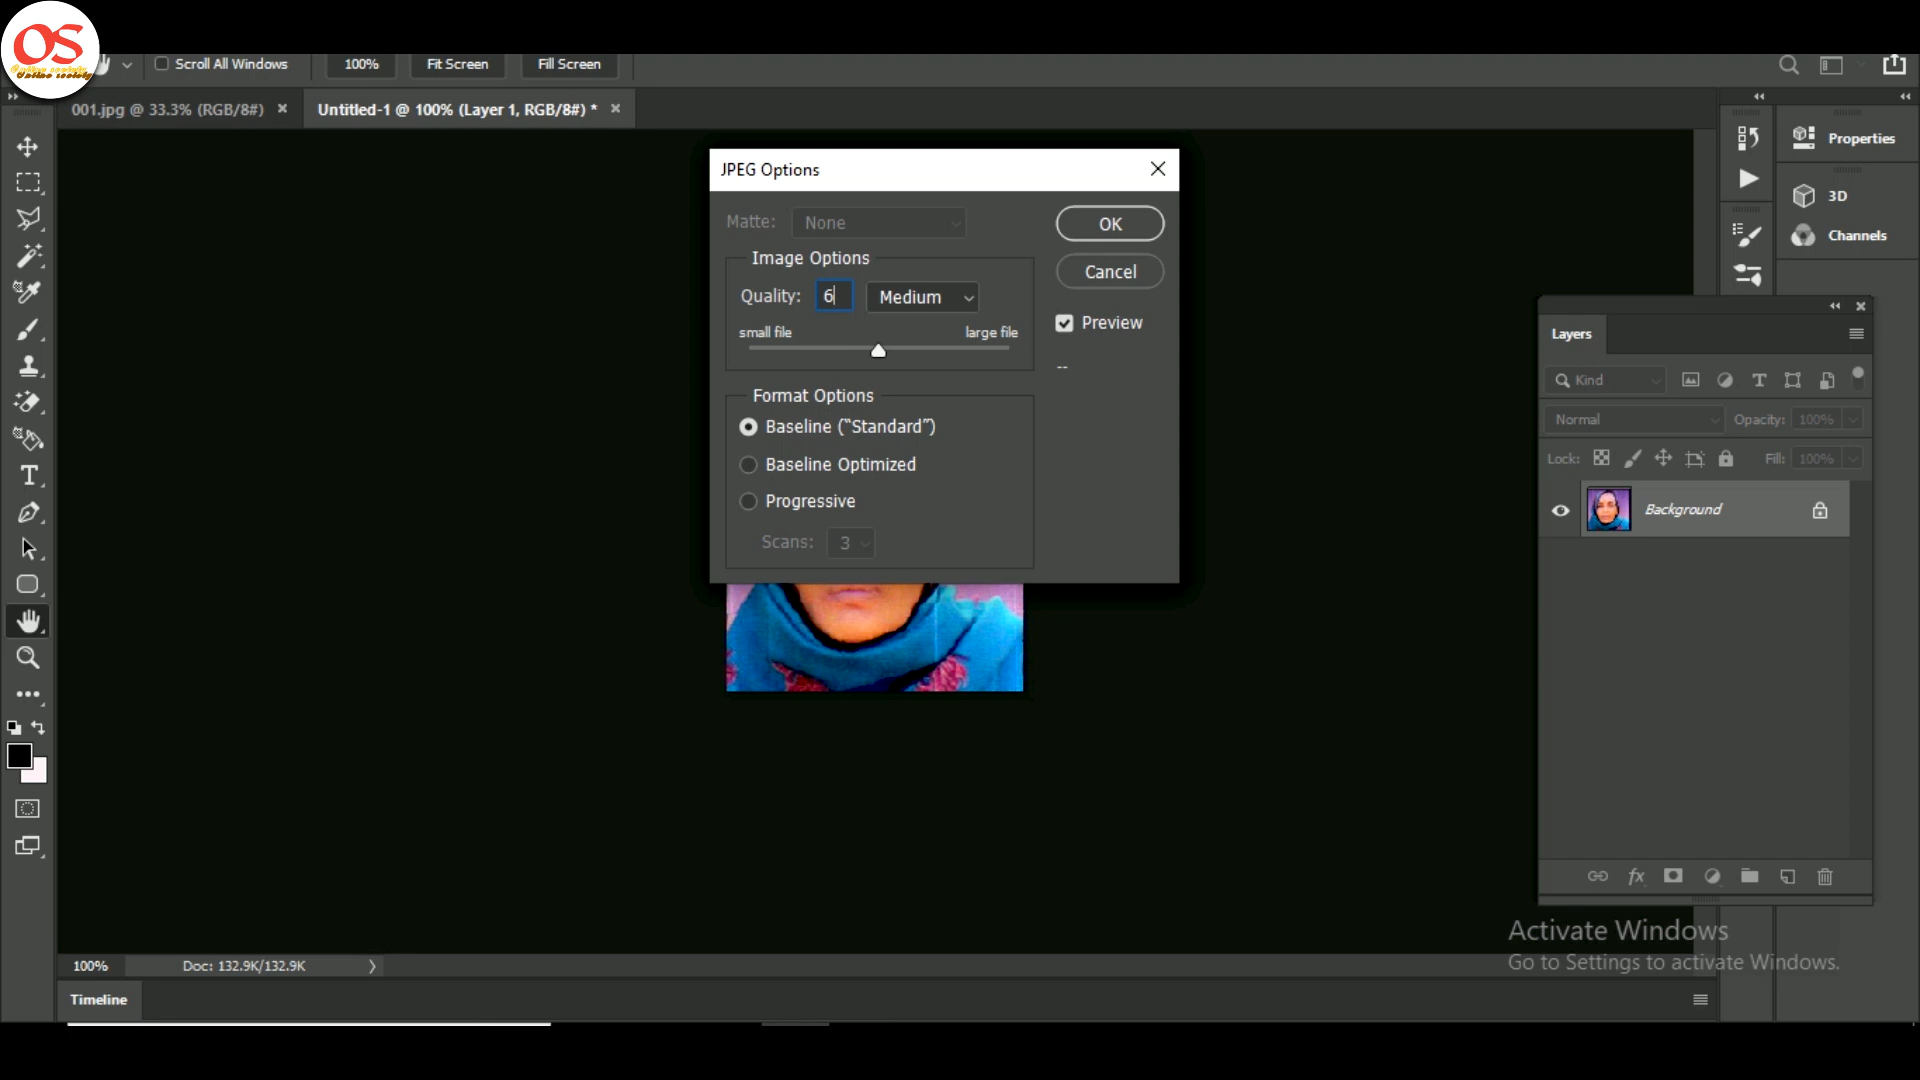 OS
Online society
Scroll All Windows
100%
Fit Screen
Fill Screen
001.jpg @ 33.3% (RGB/8#)
Untitled-1 @ 100% (Layer 1, RGB/8#) *
JPEG Options
Matte:
None
OK
Image Options
Cancel
Quality:
6
Medium
Preview
small file
large file
--
Format Options
Baseline (“Standard”)
Baseline Optimized
Progressive
Scans:
3
Properties
3D
Channels
Layers
Kind
Normal
Opacity:
100%
Lock:
Fill:
100%
Background
Activate Windows
Go to Settings to activate Windows.
100%
Doc: 132.9K/132.9K
Timeline